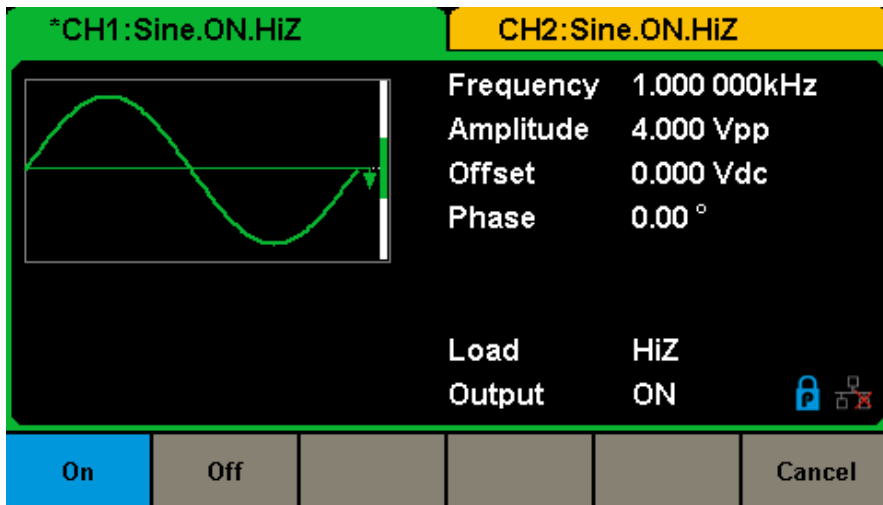 *CH1:Sine.ON.HiZ CH2:Sine.ON.HiZ
Frequency 1.000 000kHz
Amplitude 4.000 Vpp
Offset 0.000 Vdc
Phase 0.00 °
Load HiZ
Output ON P
On Off Cancel